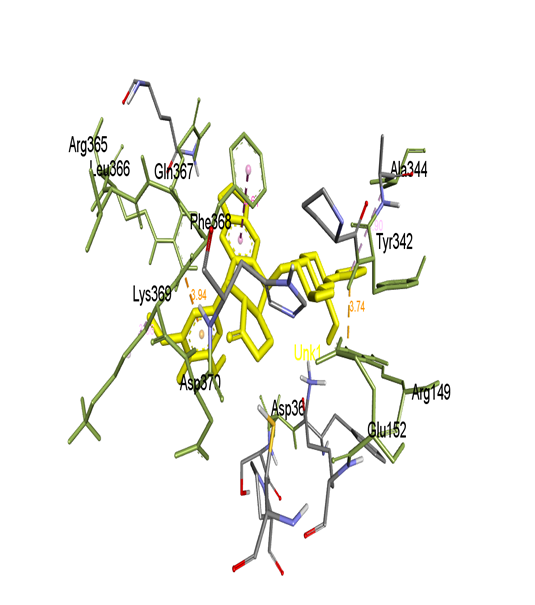 Ala344
Arg365
Leu366
Gln367
Phe368
Tyr342
Lys369
3.94
3.74
Unk1
Asp370
Arg149
Asp36
Glu152